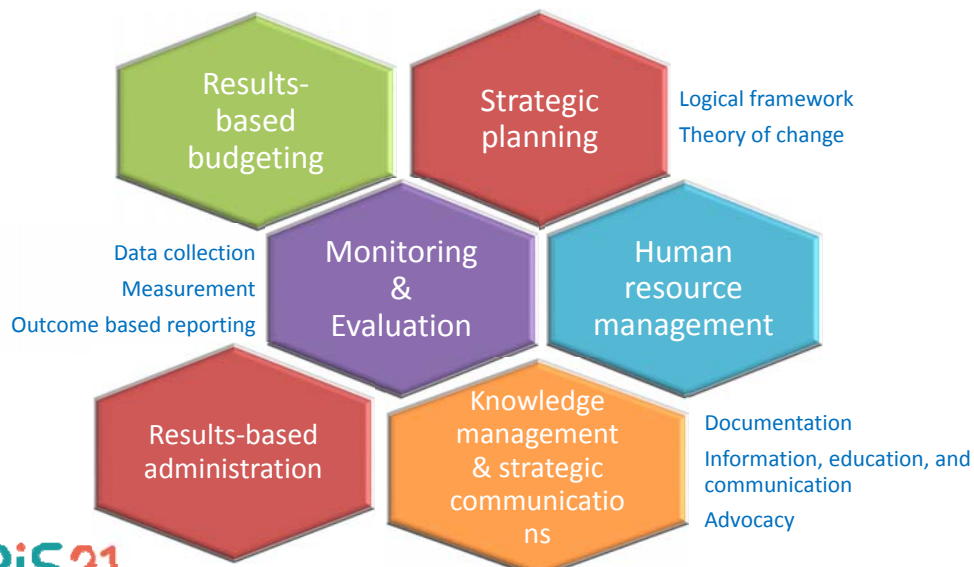 Results-
based
budgeting
Strategic
planning
Logical framework
Theory of change
Data collection
Measurement
Outcome based reporting
Monitoring
&
Evaluation
Human
resource
management
Results-based
administration
Knowledge
management
& strategic
communicatio
ns
Documentation
Information, education, and
communication
Advocacy